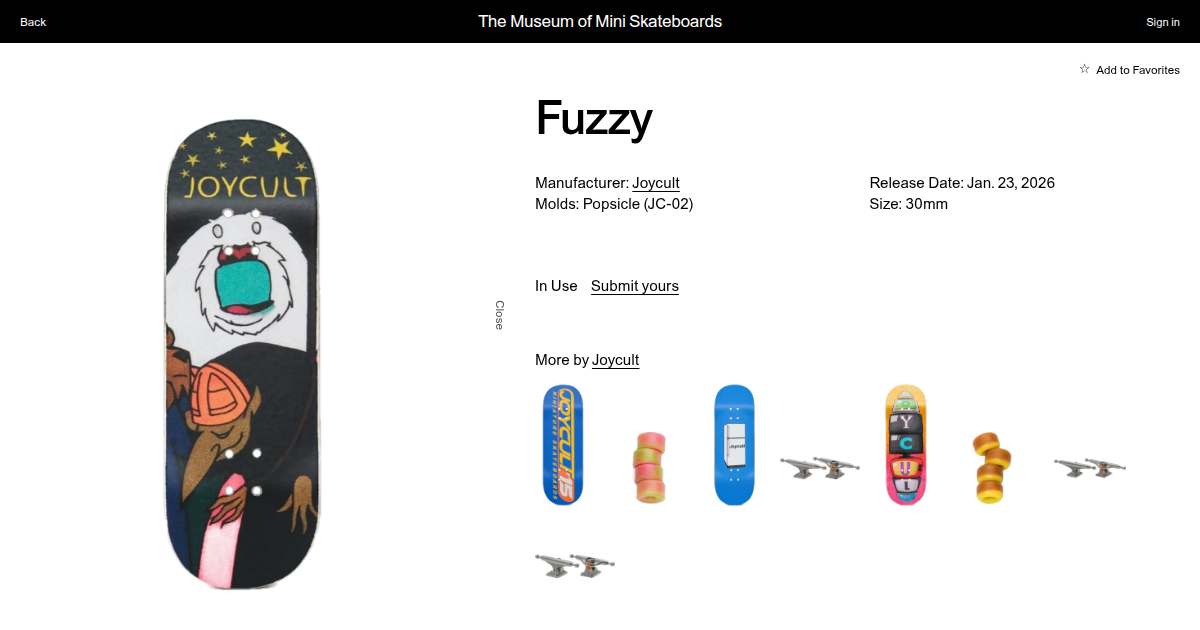 Back
The Museum of Mini Skateboards
Sign in
☆ Add to Favorites
JOYCULT
Fuzzy
Manufacturer: Joycult
Release Date: Jan. 23, 2026
Molds: Popsicle (JC-02)
Size: 30mm
In Use Submit yours
Close
More by Joycult
JOYCULT